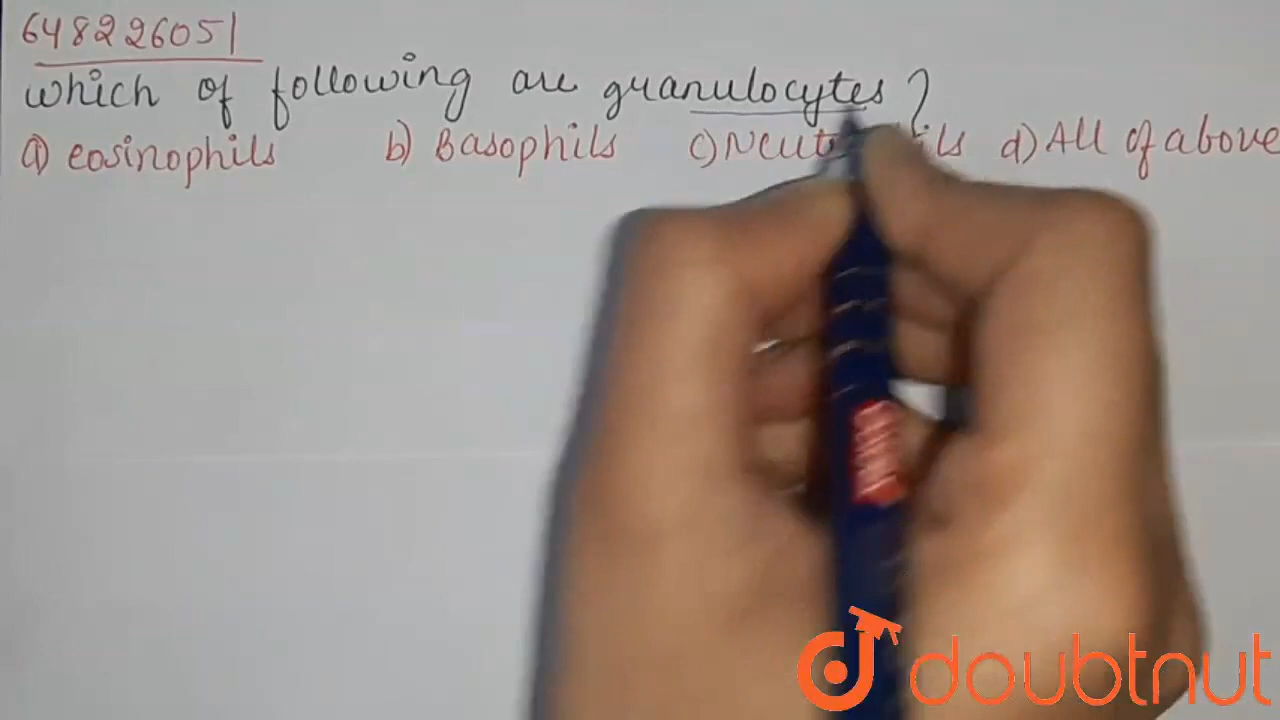 648226051
which of following are granulocytes ?
a) eosinophils b) Basophils c) d) All of above
doubtnut